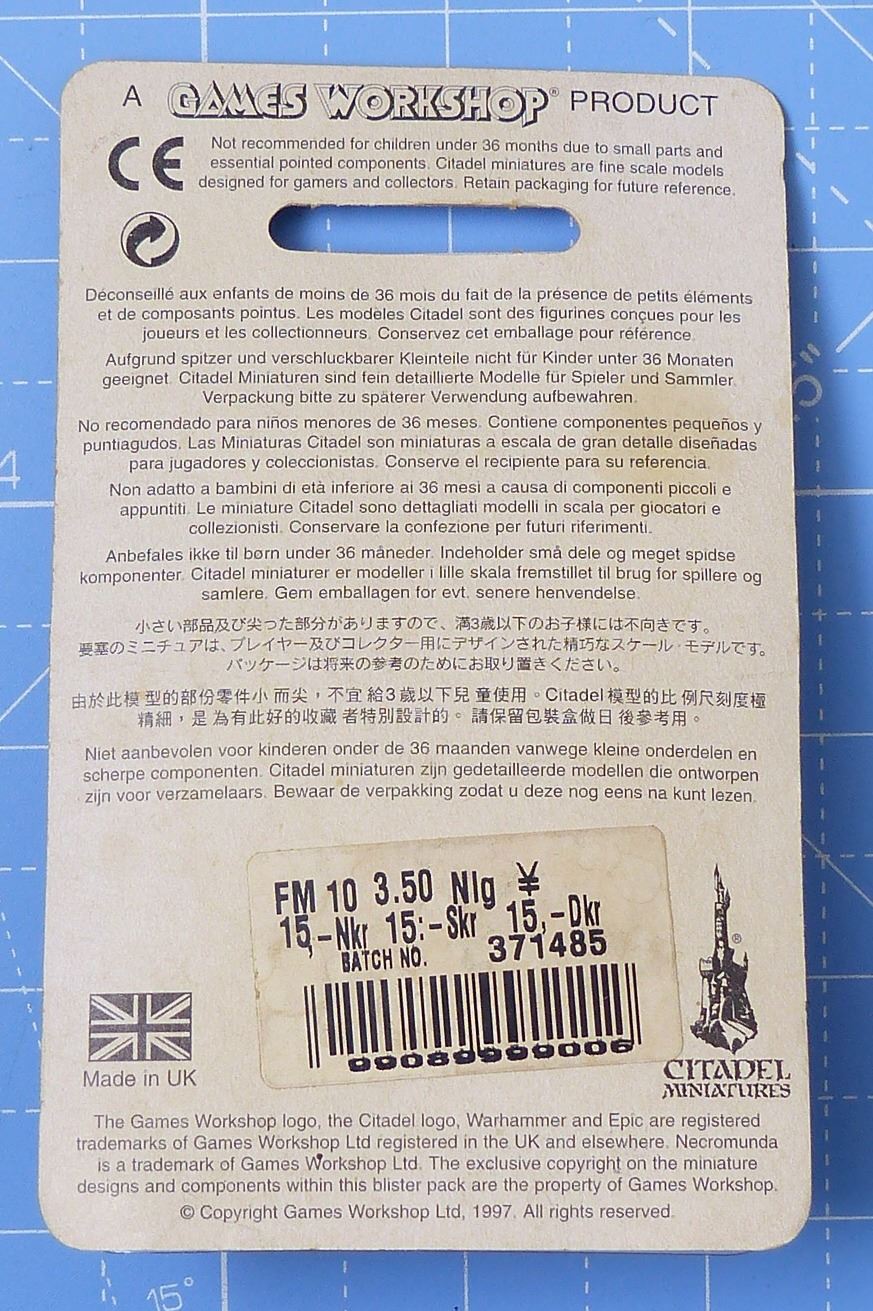 A GAMES WORKSHOP® PRODUCT
CE
Not recommended for children under 36 months due to small parts and
essential pointed components. Citadel miniatures are fine scale models
designed for gamers and collectors. Retain packaging for future reference.
Déconseillé aux enfants de moins de 36 mois du fait de la présence de petits éléments
et de composants pointus. Les modèles Citadel sont des figurines conçues pour les
joueurs et les collectionneurs. Conservez cet emballage pour référence.
Aufgrund spitzer und verschluckbarer Kleinteile nicht für Kinder unter 36 Monaten
geeignet. Citadel Miniaturen sind fein detaillierte Modelle für Spieler und Sammler.
Verpackung bitte zu späterer Verwendung aufbewahren.
No recomendado para niños menores de 36 meses. Contiene componentes pequeños y
puntiagudos. Las Miniaturas Citadel son miniaturas a escala de gran detalle diseñadas
para jugadores y coleccionistas. Conserve el recipiente para su referencia.
Non adatto a bambini di età inferiore ai 36 mesi a causa di componenti piccoli e
appuntiti. Le miniature Citadel sono dettagliati modelli in scala per giocatori e
collezionisti. Conservare la confezione per futuri riferimenti.
Anbefales ikke til børn under 36 måneder. Indeholder små dele og meget spidse
komponenter. Citadel miniaturer er modeller i lille skala fremstillet til brug for spillere og
samlere. Gem emballagen for evt. senere henvendelse.
小さい部品及び尖った部分がありますので、満3歳以下のお子様には不向きです。
要塞のミニチュアは、プレイヤー及びコレクター用にデザインされた精巧なスケール・モデルです。
パッケージは将来の参考のためにお取り置きください。
由於此模型的部份零件小而尖，不宜給3歲以下兒童使用。Citadel模型的比例尺刻度極
精細，是為有此好的收藏者特別設計的。請保留包裝盒做日後參考用。
Niet aanbevolen voor kinderen onder de 36 maanden vanwege kleine onderdelen en
scherpe componenten. Citadel miniaturen zijn gedetailleerde modellen die ontworpen
zijn voor verzamelaars. Bewaar de verpakking zodat u deze nog eens na kunt lezen.
FM 10 3.50 Nlg ¥
15,-Nkr 15:-Skr 15,-Dkr
BATCH NO. 371485
99089999006
Made in UK
CITADEL
MINIATURES
The Games Workshop logo, the Citadel logo, Warhammer and Epic are registered
trademarks of Games Workshop Ltd registered in the UK and elsewhere. Necromunda
is a trademark of Games Workshop Ltd. The exclusive copyright on the miniature
designs and components within this blister pack are the property of Games Workshop.
© Copyright Games Workshop Ltd, 1997. All rights reserved.
4
15°